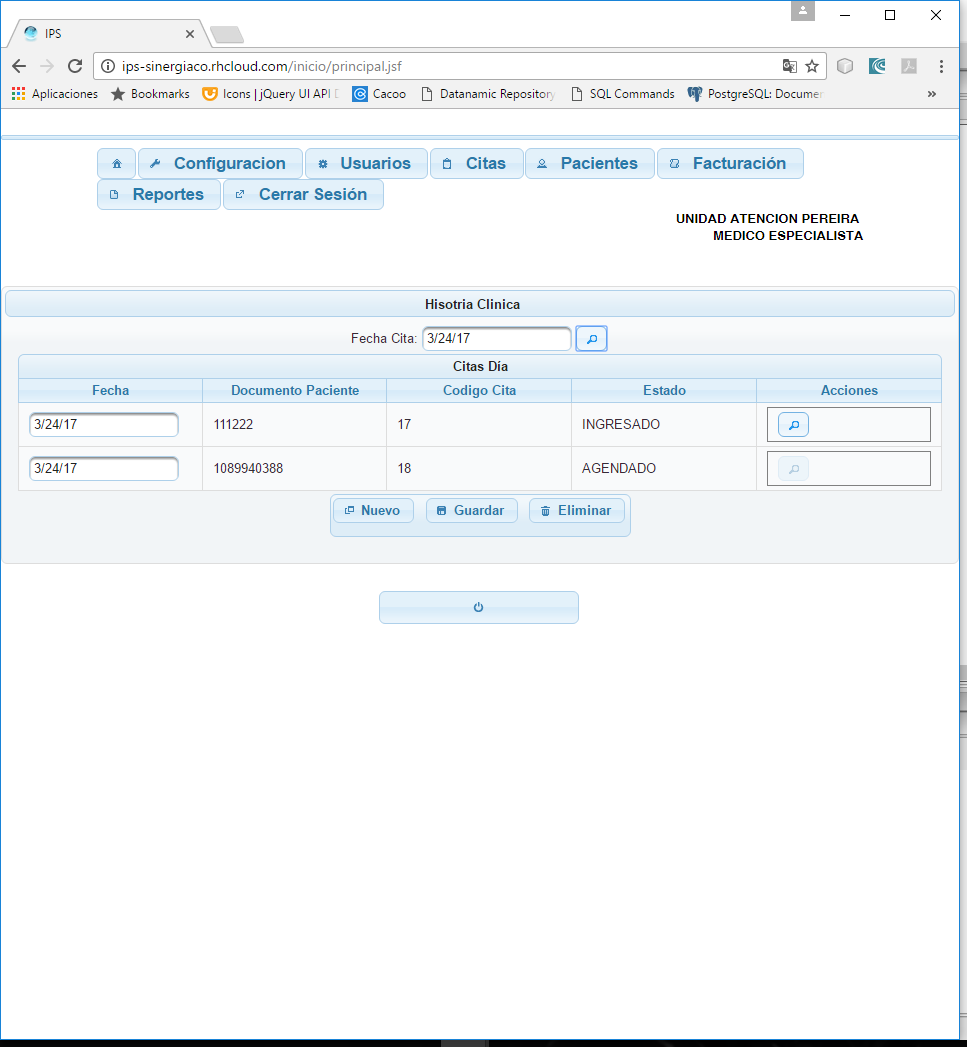 IPS
ips-sinergiaco.rhcloud.com/inicio/principal.jsf
Aplicaciones Bookmarks Icons | jQuery UI API Cacoo Datanamic Repository SQL Commands PostgreSQL: Documen »
Configuracion Usuarios Citas Pacientes Facturación
Reportes Cerrar Sesión
UNIDAD ATENCION PEREIRA
MEDICO ESPECIALISTA
Hisotria Clinica
Fecha Cita: 3/24/17
Citas Día
Fecha Documento Paciente Codigo Cita Estado Acciones
3/24/17 111222 17 INGRESADO
3/24/17 1089940388 18 AGENDADO
Nuevo Guardar Eliminar